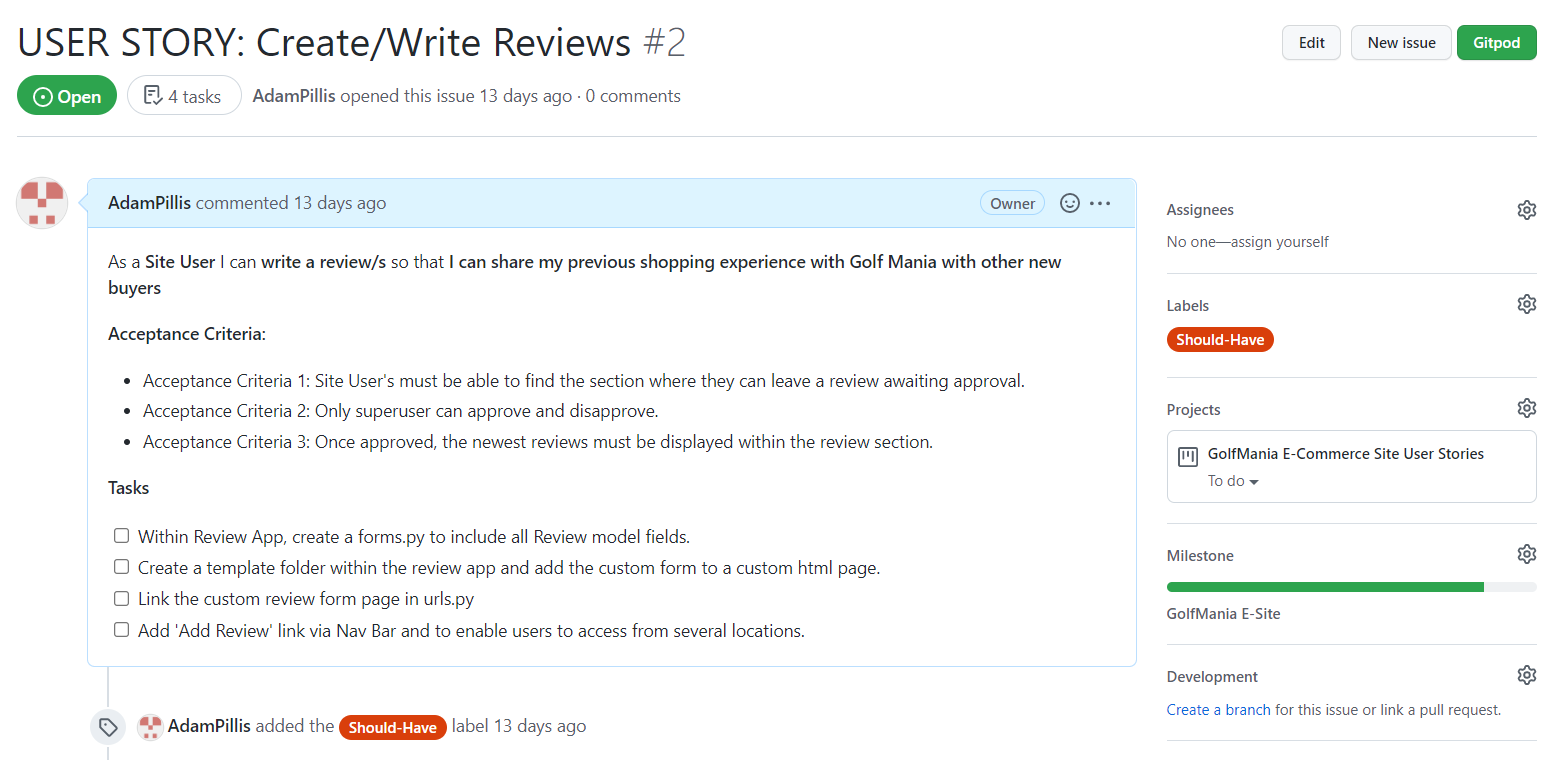 USER STORY: Create/Write Reviews #2
Edit
New issue
Gitpod
Open
4 tasks
AdamPillis opened this issue 13 days ago · 0 comments
AdamPillis commented 13 days ago
Owner
As a Site User I can write a review/s so that I can share my previous shopping experience with Golf Mania with other new
buyers
Acceptance Criteria:
• Acceptance Criteria 1: Site User's must be able to find the section where they can leave a review awaiting approval.
• Acceptance Criteria 2: Only superuser can approve and disapprove.
• Acceptance Criteria 3: Once approved, the newest reviews must be displayed within the review section.
Tasks
Within Review App, create a forms.py to include all Review model fields.
Create a template folder within the review app and add the custom form to a custom html page.
Link the custom review form page in urls.py
Add 'Add Review' link via Nav Bar and to enable users to access from several locations.
AdamPillis added the Should-Have label 13 days ago
Assignees
No one—assign yourself
Labels
Should-Have
Projects
GolfMania E-Commerce Site User Stories
To do
Milestone
GolfMania E-Site
Development
Create a branch for this issue or link a pull request.